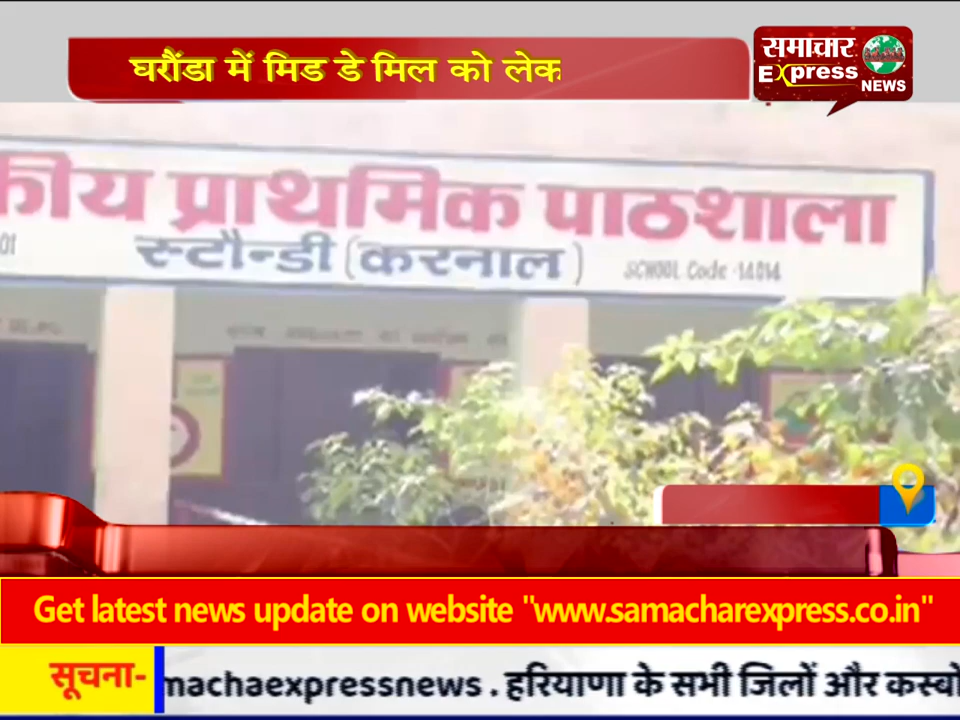 घरौंडा में मिड डे मिल को लेक
समाचार
Express
NEWS
कीय प्राथमिक पाठशाला
01
स्टौन्डी (करनाल)
SCHOOL Code -14014
Get latest news update on website "www.samacharexpress.co.in"
सूचना- machaexpressnews . हरियाणा के सभी जिलों और कस्बो